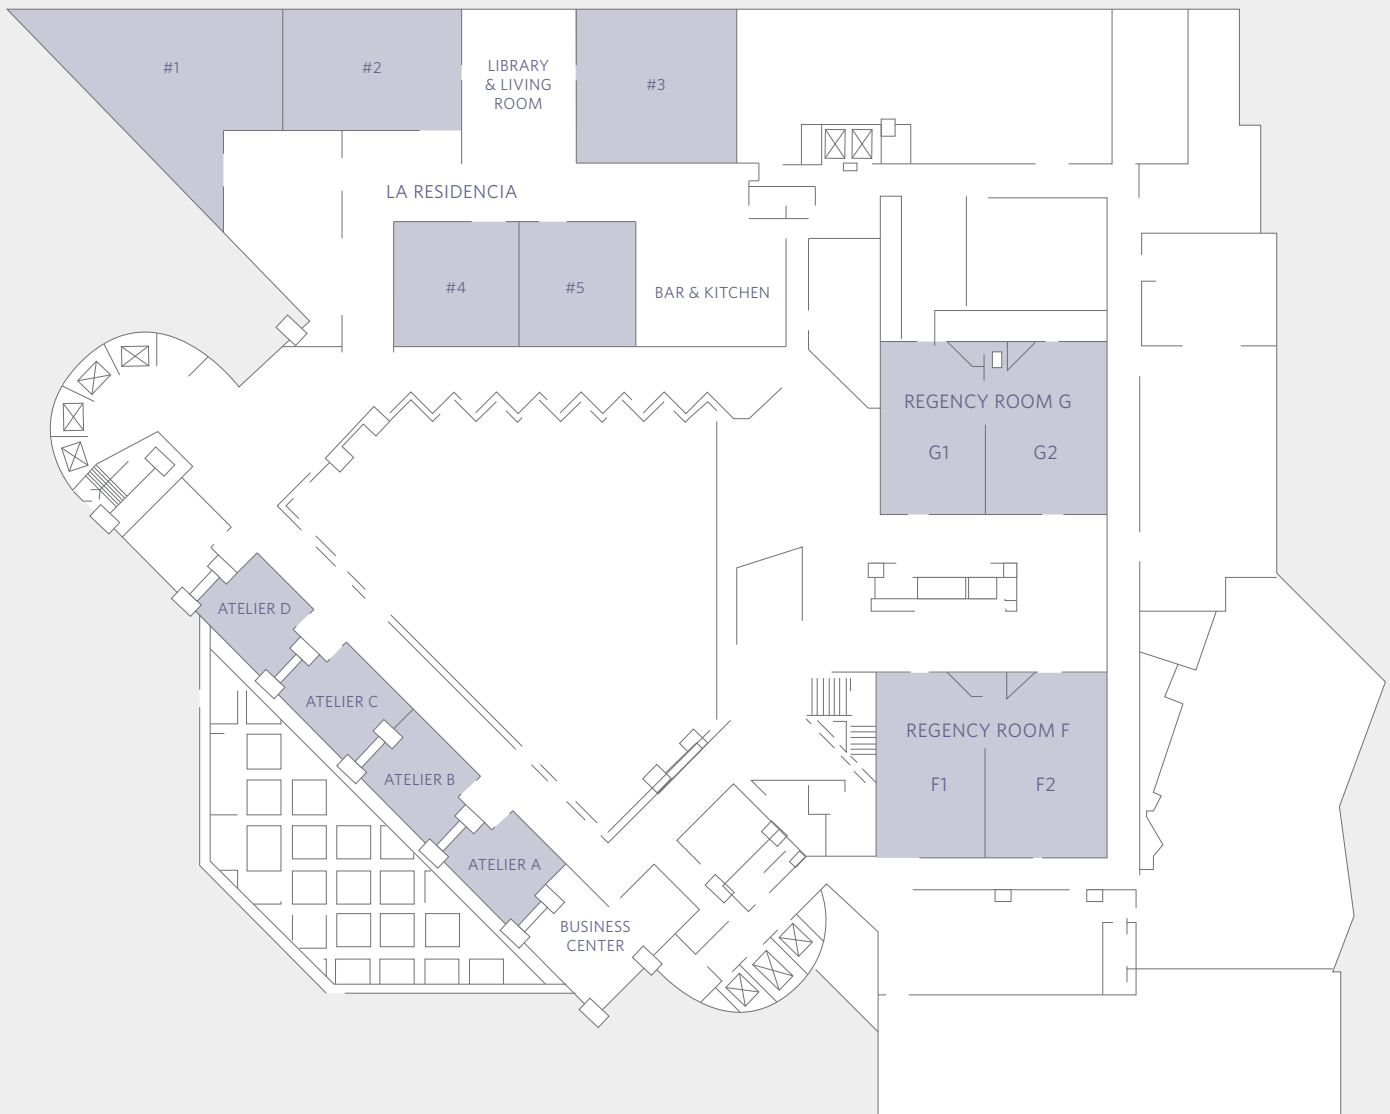 #1
#2
LIBRARY
& LIVING
ROOM
#3
LA RESIDENCIA
#4
#5
BAR & KITCHEN
REGENCY ROOM G
G1
G2
ATELIER D
ATELIER C
ATELIER B
ATELIER A
BUSINESS
CENTER
REGENCY ROOM F
F1
F2